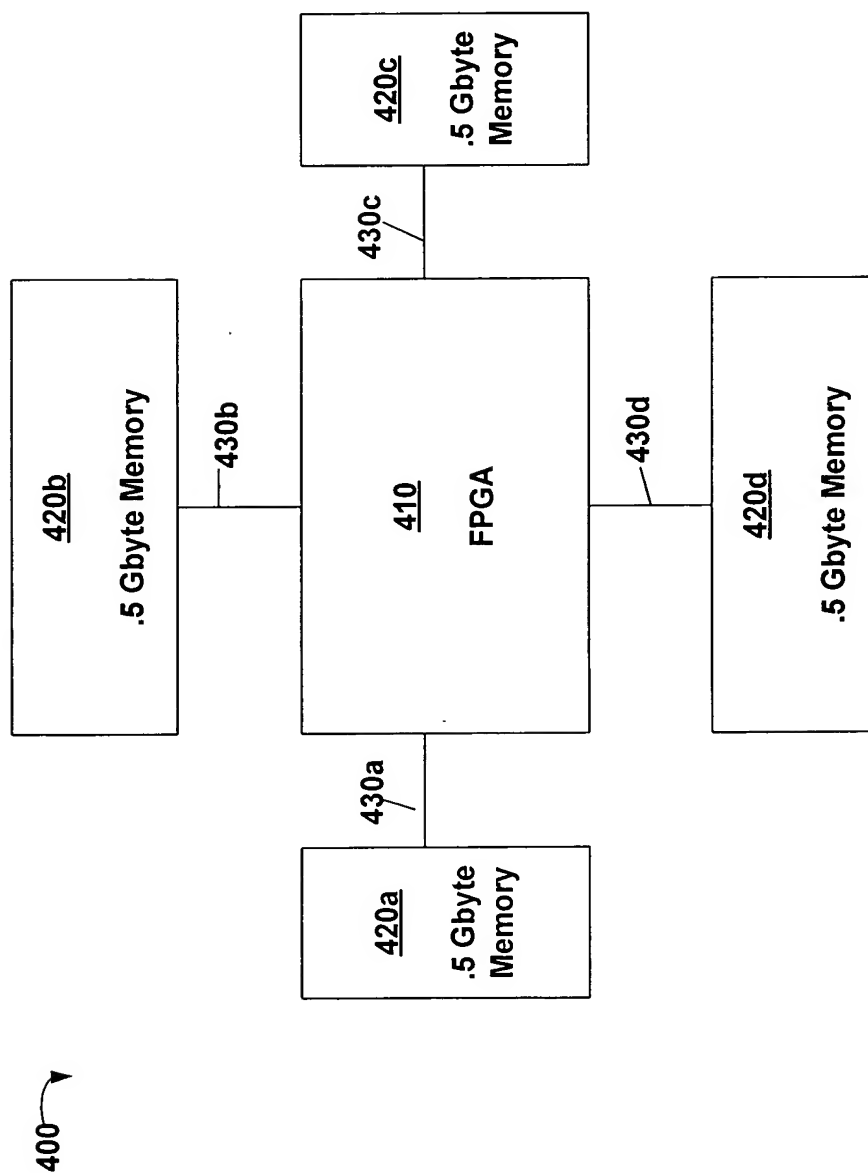 400
420b
.5 Gbyte Memory
430b
430a
430c
420a
.5 Gbyte
Memory
410
FPGA
420c
.5 Gbyte
Memory
430d
420d
.5 Gbyte Memory